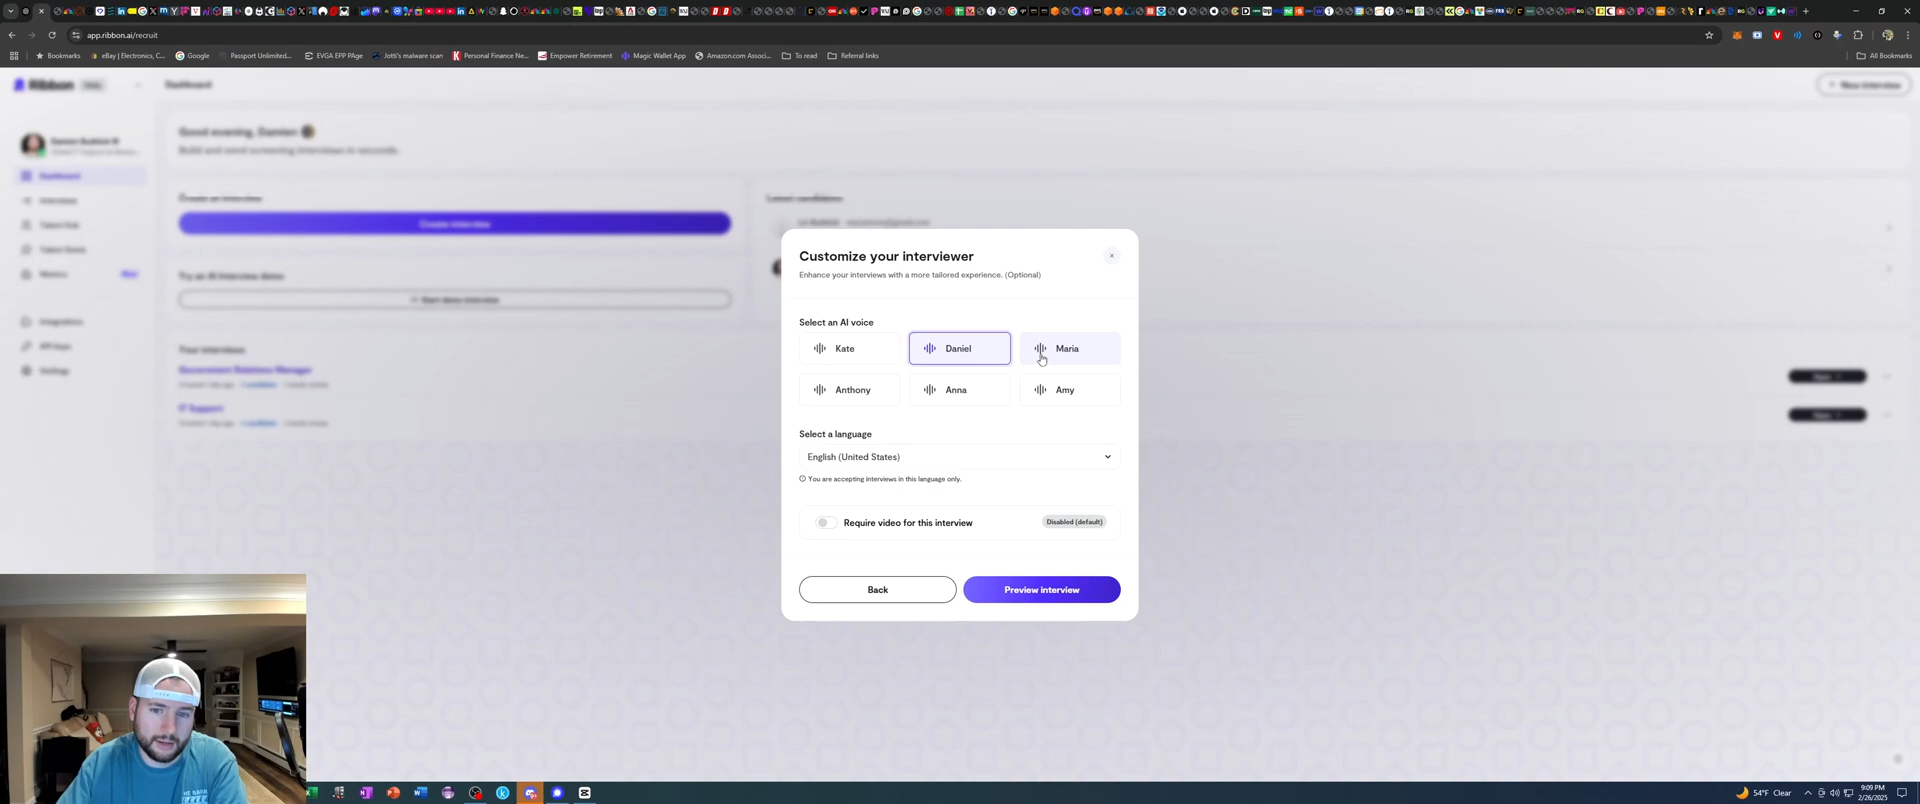 app.ribbon.ai/recruit
Bookmarks
eBay | Electronics, C...
Google
Passport Unlimited...
EVGA EPP PAge
Jotti's malware scan
Personal Finance Ne...
Empower Retirement
Magic Wallet App
Amazon.com Associ...
To read
Referral links
All Bookmarks
Ribbon
Dashboard
New interview
Good evening, Damien
Build and send screening interviews in seconds.
Dashboard
Interviews
Create an interview
Latest candidates
Create interview
Try an AI interview demo
Start demo interview
Integrations
API keys
Settings
Your interviews
Government Relations Manager
IT Support
Customize your interviewer
Enhance your interviews with a more tailored experience. (Optional)
Select an AI voice
Kate
Daniel
Maria
Anthony
Anna
Amy
Select a language
English (United States)
You are accepting interviews in this language only.
Require video for this interview
Disabled (default)
Back
Preview interview
54°F Clear
9:09 PM
2/26/2025